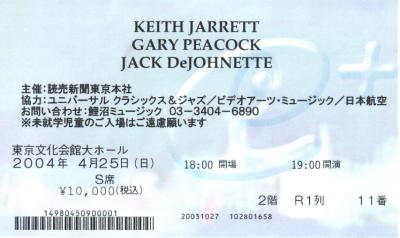 KEITH JARRETT
GARY PEACOCK
JACK DeJOHNETTE
主催：読売新聞東京本社
協力：ユニバーサル クラシックス＆ジャズ／ビデオアーツ・ミュージック／日本航空
お問い合わせ：鯉沼ミュージック 03-3404-6890
※未就学児童のご入場はご遠慮願います
東京文化会館大ホール
2004年 4月25日（日） 18:00 開場 19:00 開演
S席
¥10,000（税込） 2階 R1列 11番
14980450900001 20031027 102801658
e+